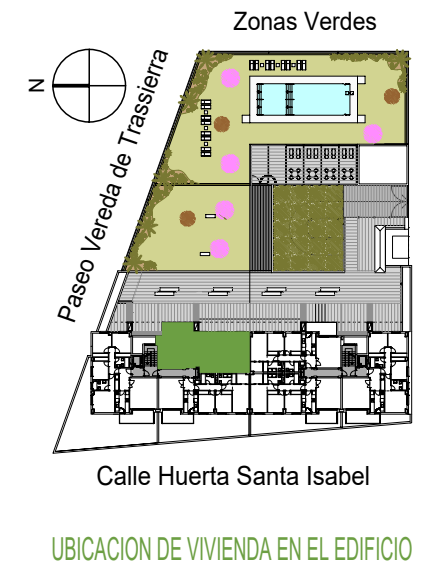 Zonas Verdes
N
Paseo Vereda de Trassierra
Calle Huerta Santa Isabel
UBICACION DE VIVIENDA EN EL EDIFICIO